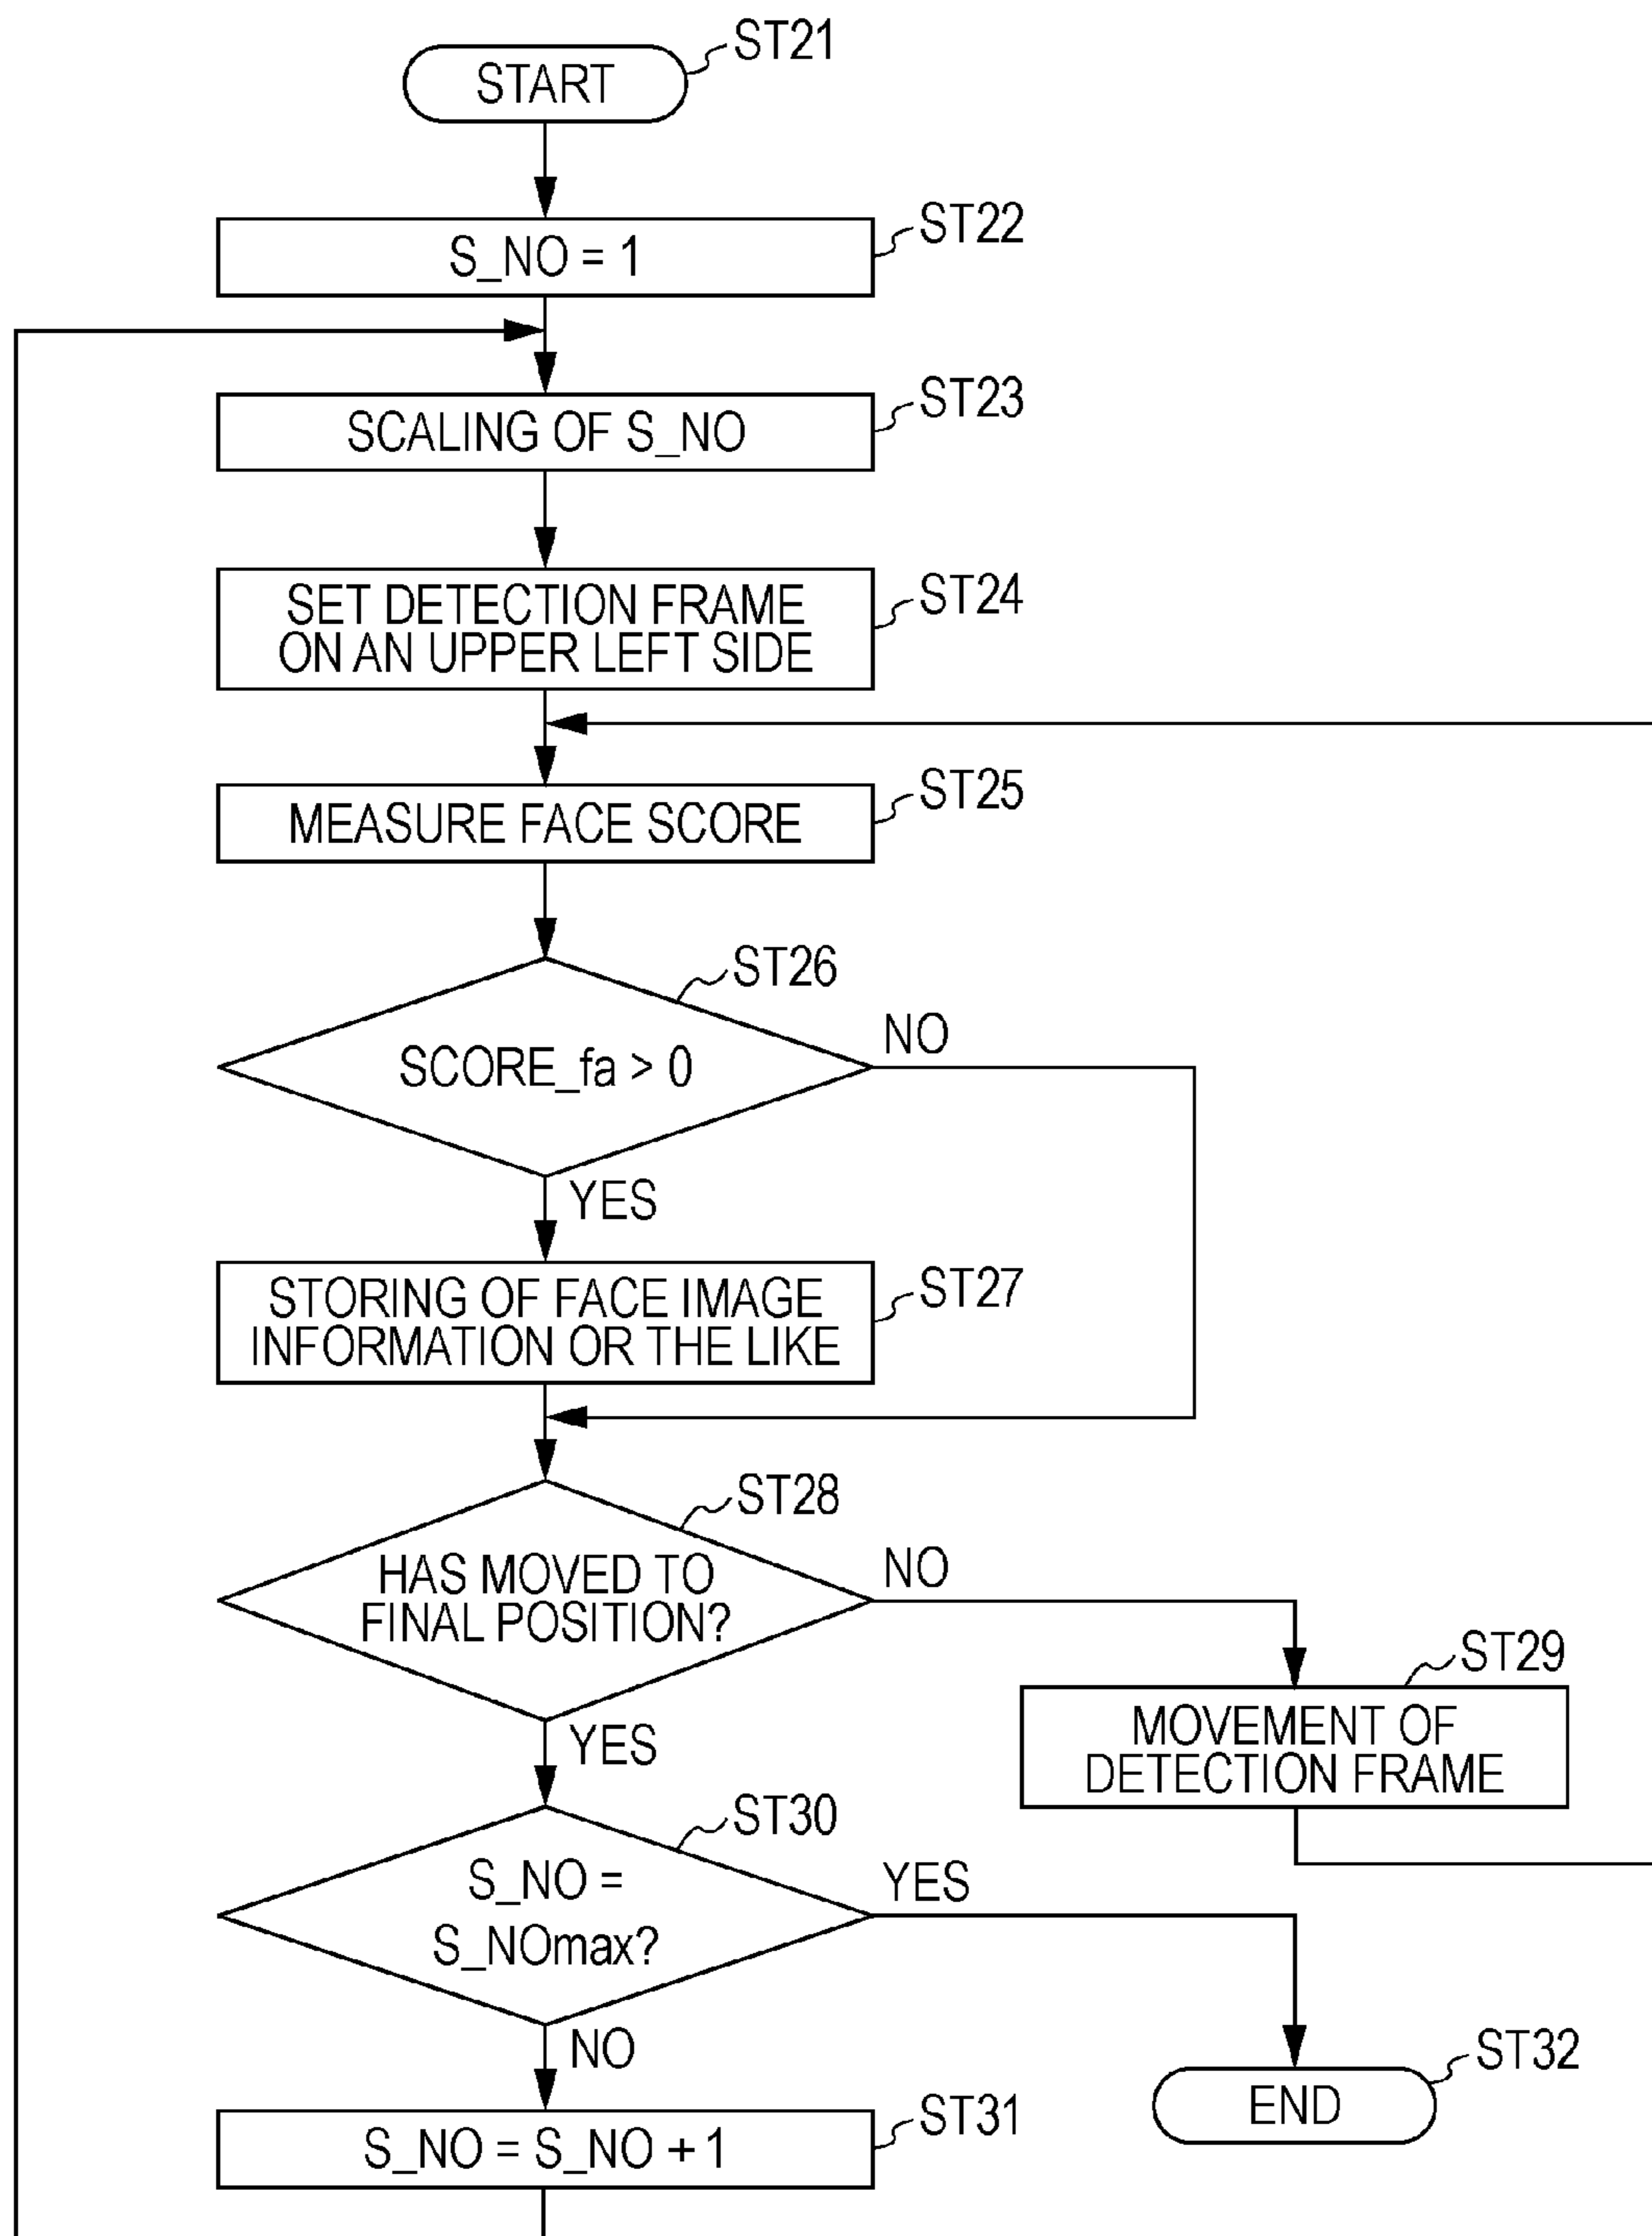 ST21
START
ST22
S_NO = 1
ST23
SCALING OF S_NO
ST24
SET DETECTION FRAME
ON AN UPPER LEFT SIDE
ST25
MEASURE FACE SCORE
ST26
SCORE_fa > 0
NO
YES
ST27
STORING OF FACE IMAGE
INFORMATION OR THE LIKE
ST28
HAS MOVED TO
FINAL POSITION?
NO
ST29
MOVEMENT OF
DETECTION FRAME
YES
ST30
S_NO =
S_NOmax?
YES
NO
ST32
END
ST31
S_NO = S_NO + 1